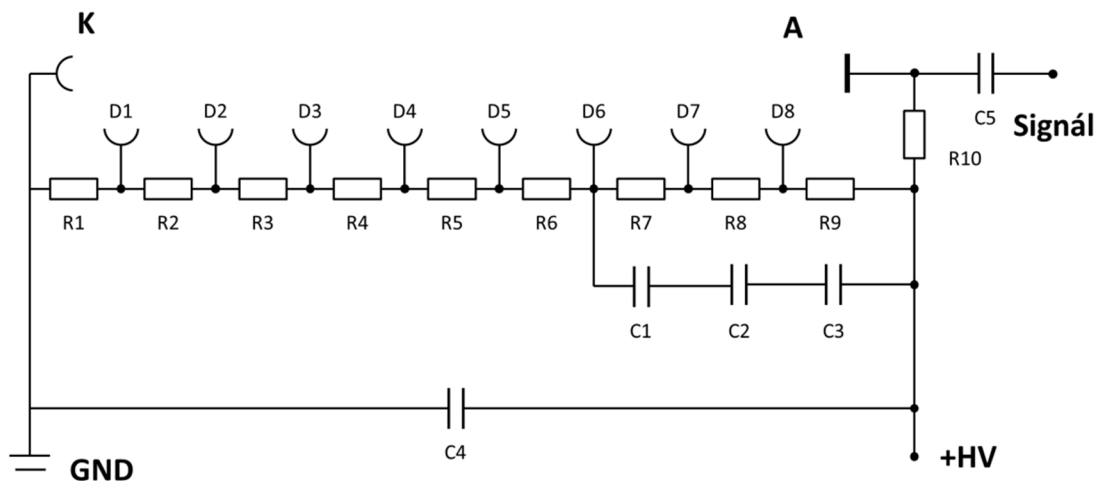 K
A
D1 D2 D3 D4 D5 D6 D7 D8
C5 Signál
R10
R1 R2 R3 R4 R5 R6 R7 R8 R9
C1 C2 C3
C4
GND
+HV